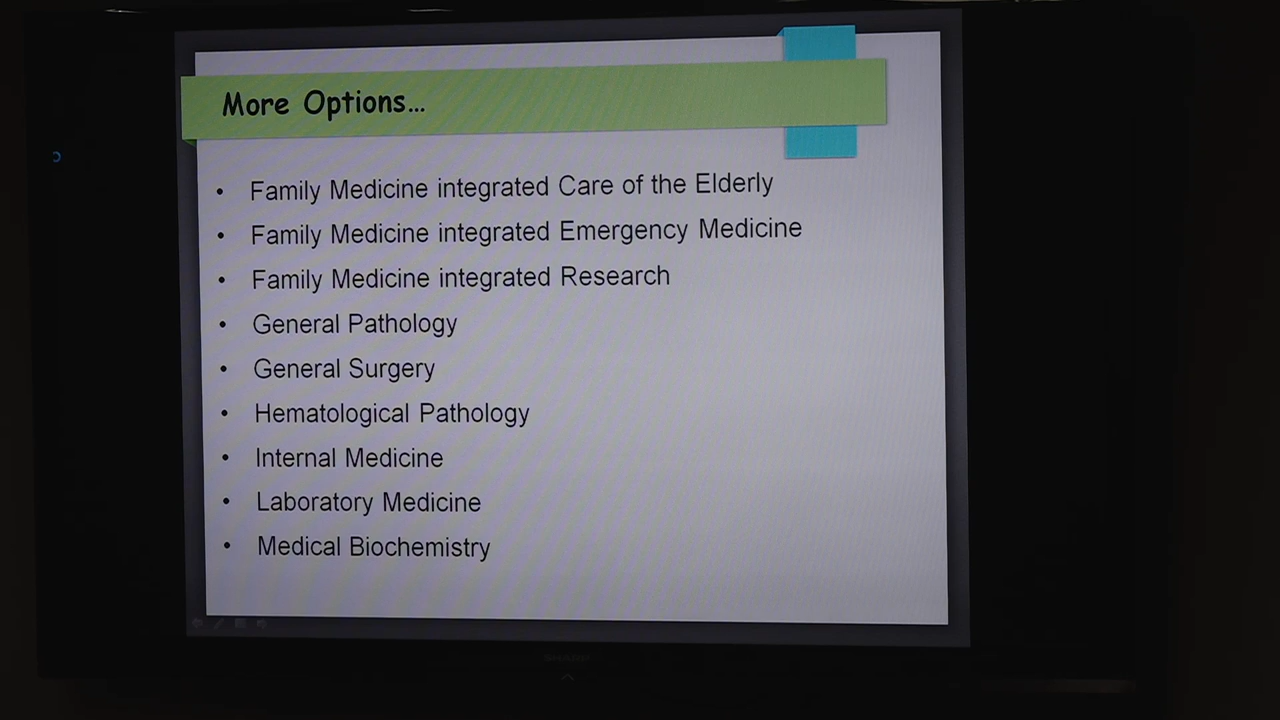 More Options...
• Family Medicine integrated Care of the Elderly
• Family Medicine integrated Emergency Medicine
• Family Medicine integrated Research
• General Pathology
• General Surgery
• Hematological Pathology
• Internal Medicine
• Laboratory Medicine
• Medical Biochemistry